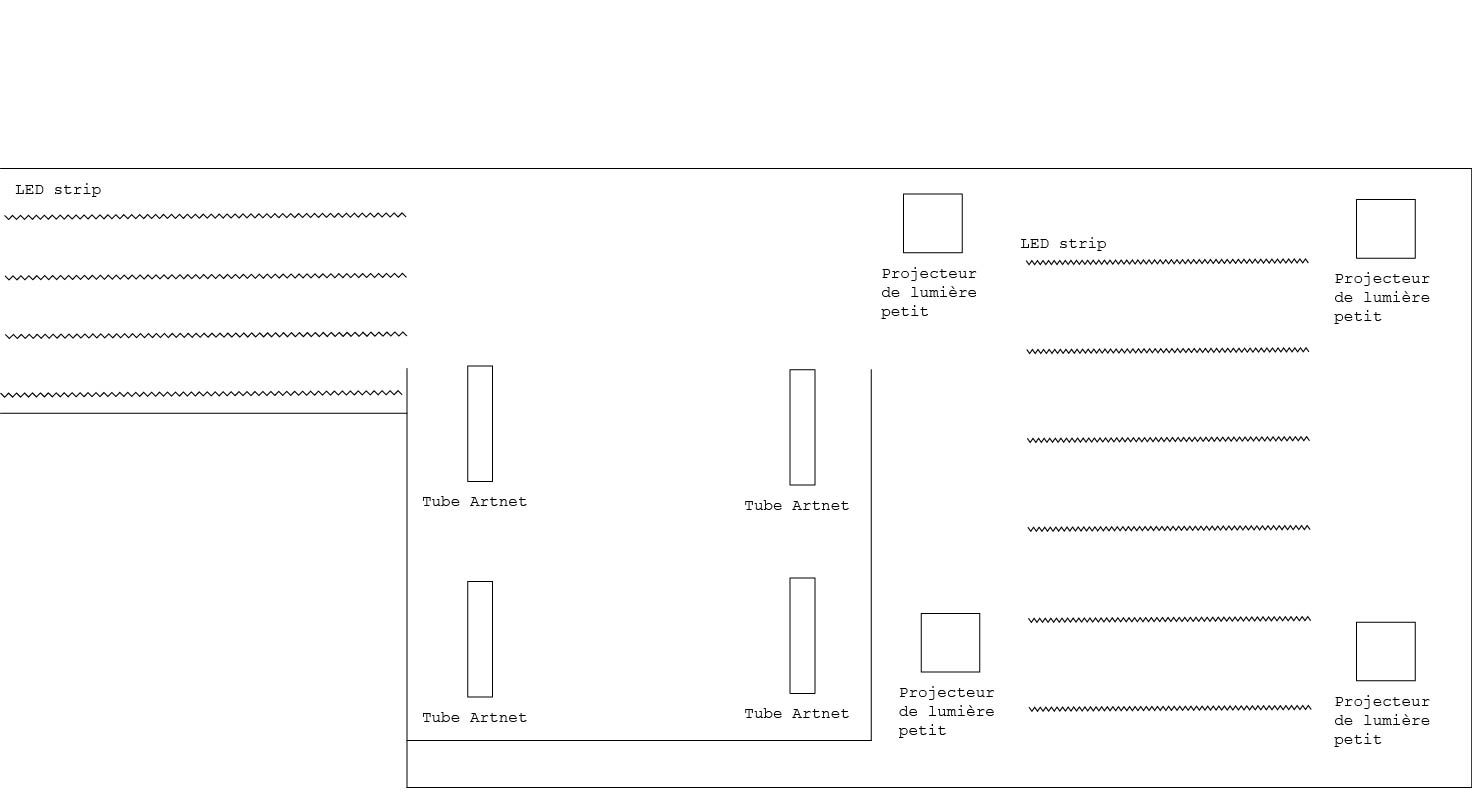 LED strip
Projecteur
de lumière
petit
LED strip
Projecteur
de lumière
petit
Tube Artnet
Tube Artnet
Tube Artnet
Tube Artnet
Projecteur
de lumière
petit
Projecteur
de lumière
petit